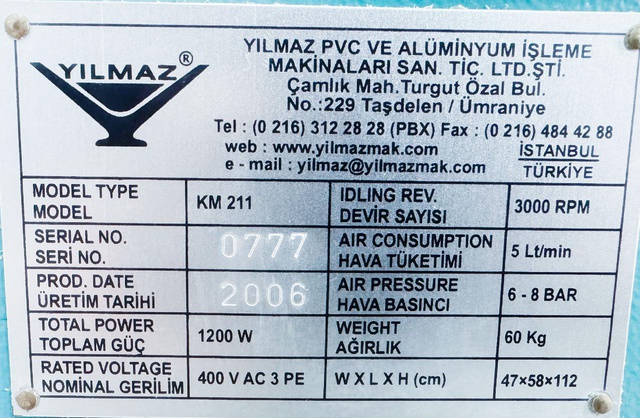 YILMAZ®
YILMAZ PVC VE ALÜMİNYUM İŞLEME
MAKİNALARI SAN. TİC. LTD.ŞTİ.
Çamlık Mah.Turgut Özal Bul.
No.:229 Taşdelen / Ümraniye
Tel : (0 216) 312 28 28 (PBX) Fax : (0 216) 484 42 88
web : www.yilmazmak.com
e - mail : yilmaz@yilmazmak.com
İSTANBUL
TÜRKİYE
MODEL TYPE
MODEL
KM 211
IDLING REV.
DEVİR SAYISI
3000 RPM
SERIAL NO.
SERİ NO.
0777
AIR CONSUMPTION
HAVA TÜKETİMİ
5 Lt/min
PROD. DATE
ÜRETİM TARİHİ
2006
AIR PRESSURE
HAVA BASINCI
6 - 8 BAR
TOTAL POWER
TOPLAM GÜÇ
1200 W
WEIGHT
AĞIRLIK
60 Kg
RATED VOLTAGE
NOMİNAL GERİLİM
400 V AC 3 PE
W X L X H (cm)
47×58×112